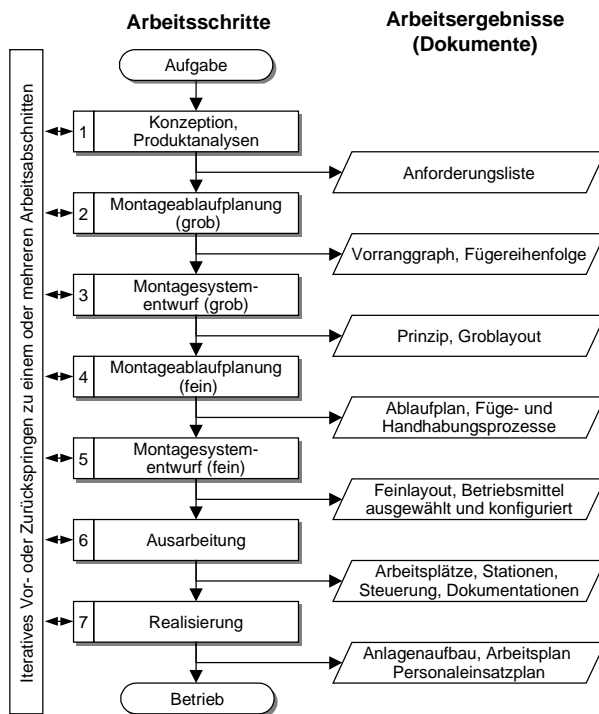 Arbeitsschritte
Arbeitsergebnisse
(Dokumente)
Iteratives Vor- oder Zurückspringen zu einem oder mehreren Arbeitsabschnitten
Aufgabe
1
Konzeption,
Produktanalysen
Anforderungsliste
2
Montageablaufplanung
(grob)
Vorranggraph, Fügereihenfolge
3
Montagesystem-
entwurf (grob)
Prinzip, Groblayout
4
Montageablaufplanung
(fein)
Ablaufplan, Füge- und
Handhabungsprozesse
5
Montagesystem-
entwurf (fein)
Feinlayout, Betriebsmittel
ausgewählt und konfiguriert
6
Ausarbeitung
Arbeitsplätze, Stationen,
Steuerung, Dokumentationen
7
Realisierung
Anlagenaufbau, Arbeitsplan
Personaleinsatzplan
Betrieb